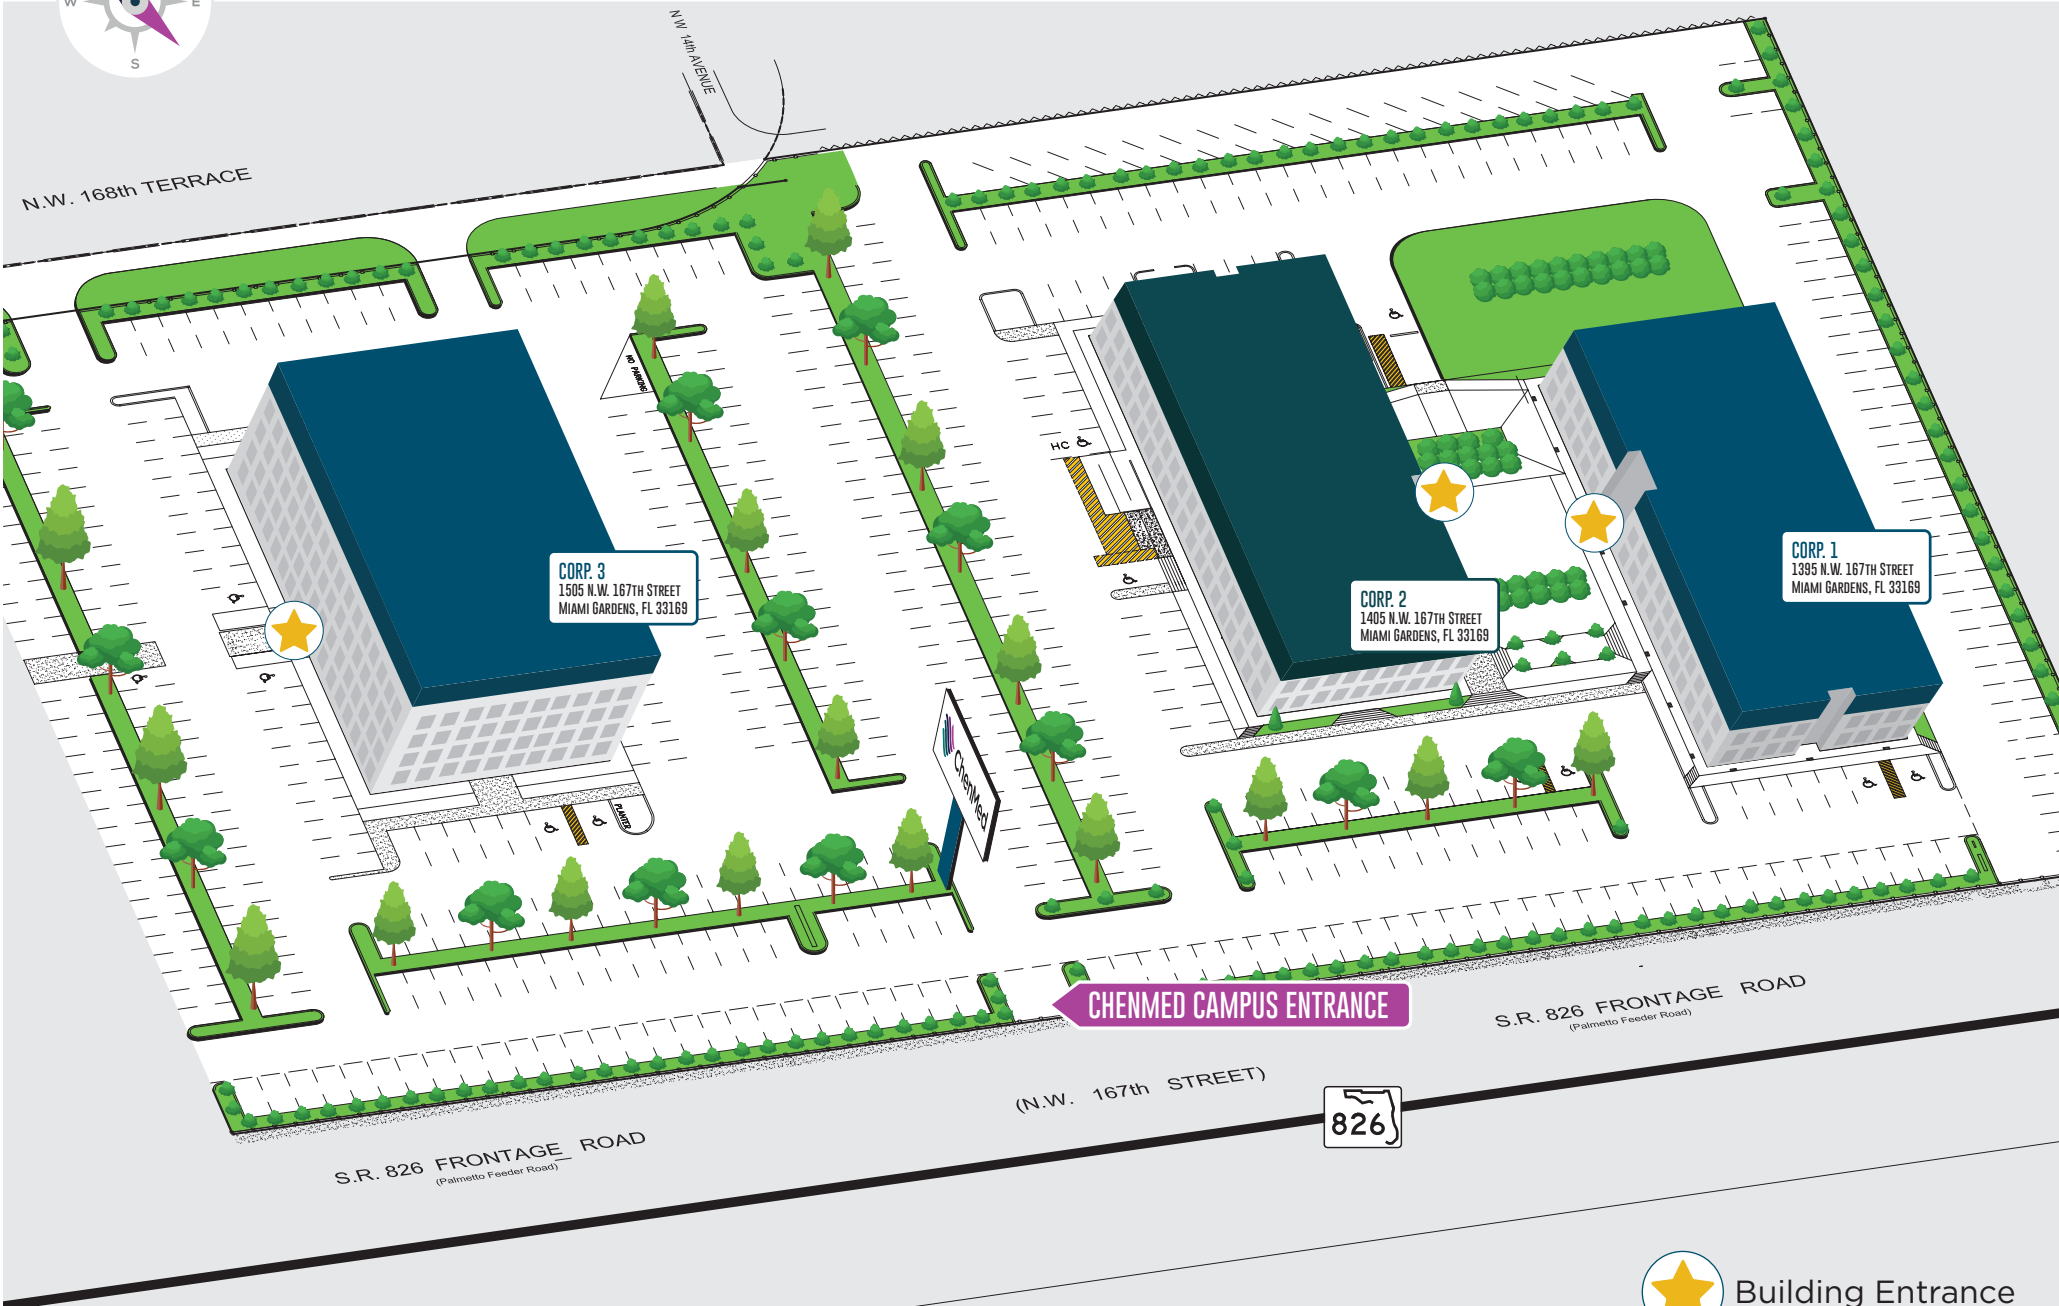 W
E
S
N.W. 14th AVENUE
N.W. 168th TERRACE
NO PARKING
HC
CORP. 3
1505 N.W. 167TH STREET
MIAMI GARDENS, FL 33169
CORP. 2
1405 N.W. 167TH STREET
MIAMI GARDENS, FL 33169
CORP. 1
1395 N.W. 167TH STREET
MIAMI GARDENS, FL 33169
ChenMed
PLANTER
CHENMED CAMPUS ENTRANCE
S.R. 826 FRONTAGE ROAD
(Palmetto Feeder Road)
(N.W. 167th STREET)
826
S.R. 826 FRONTAGE ROAD
(Palmetto Feeder Road)
Building Entrance